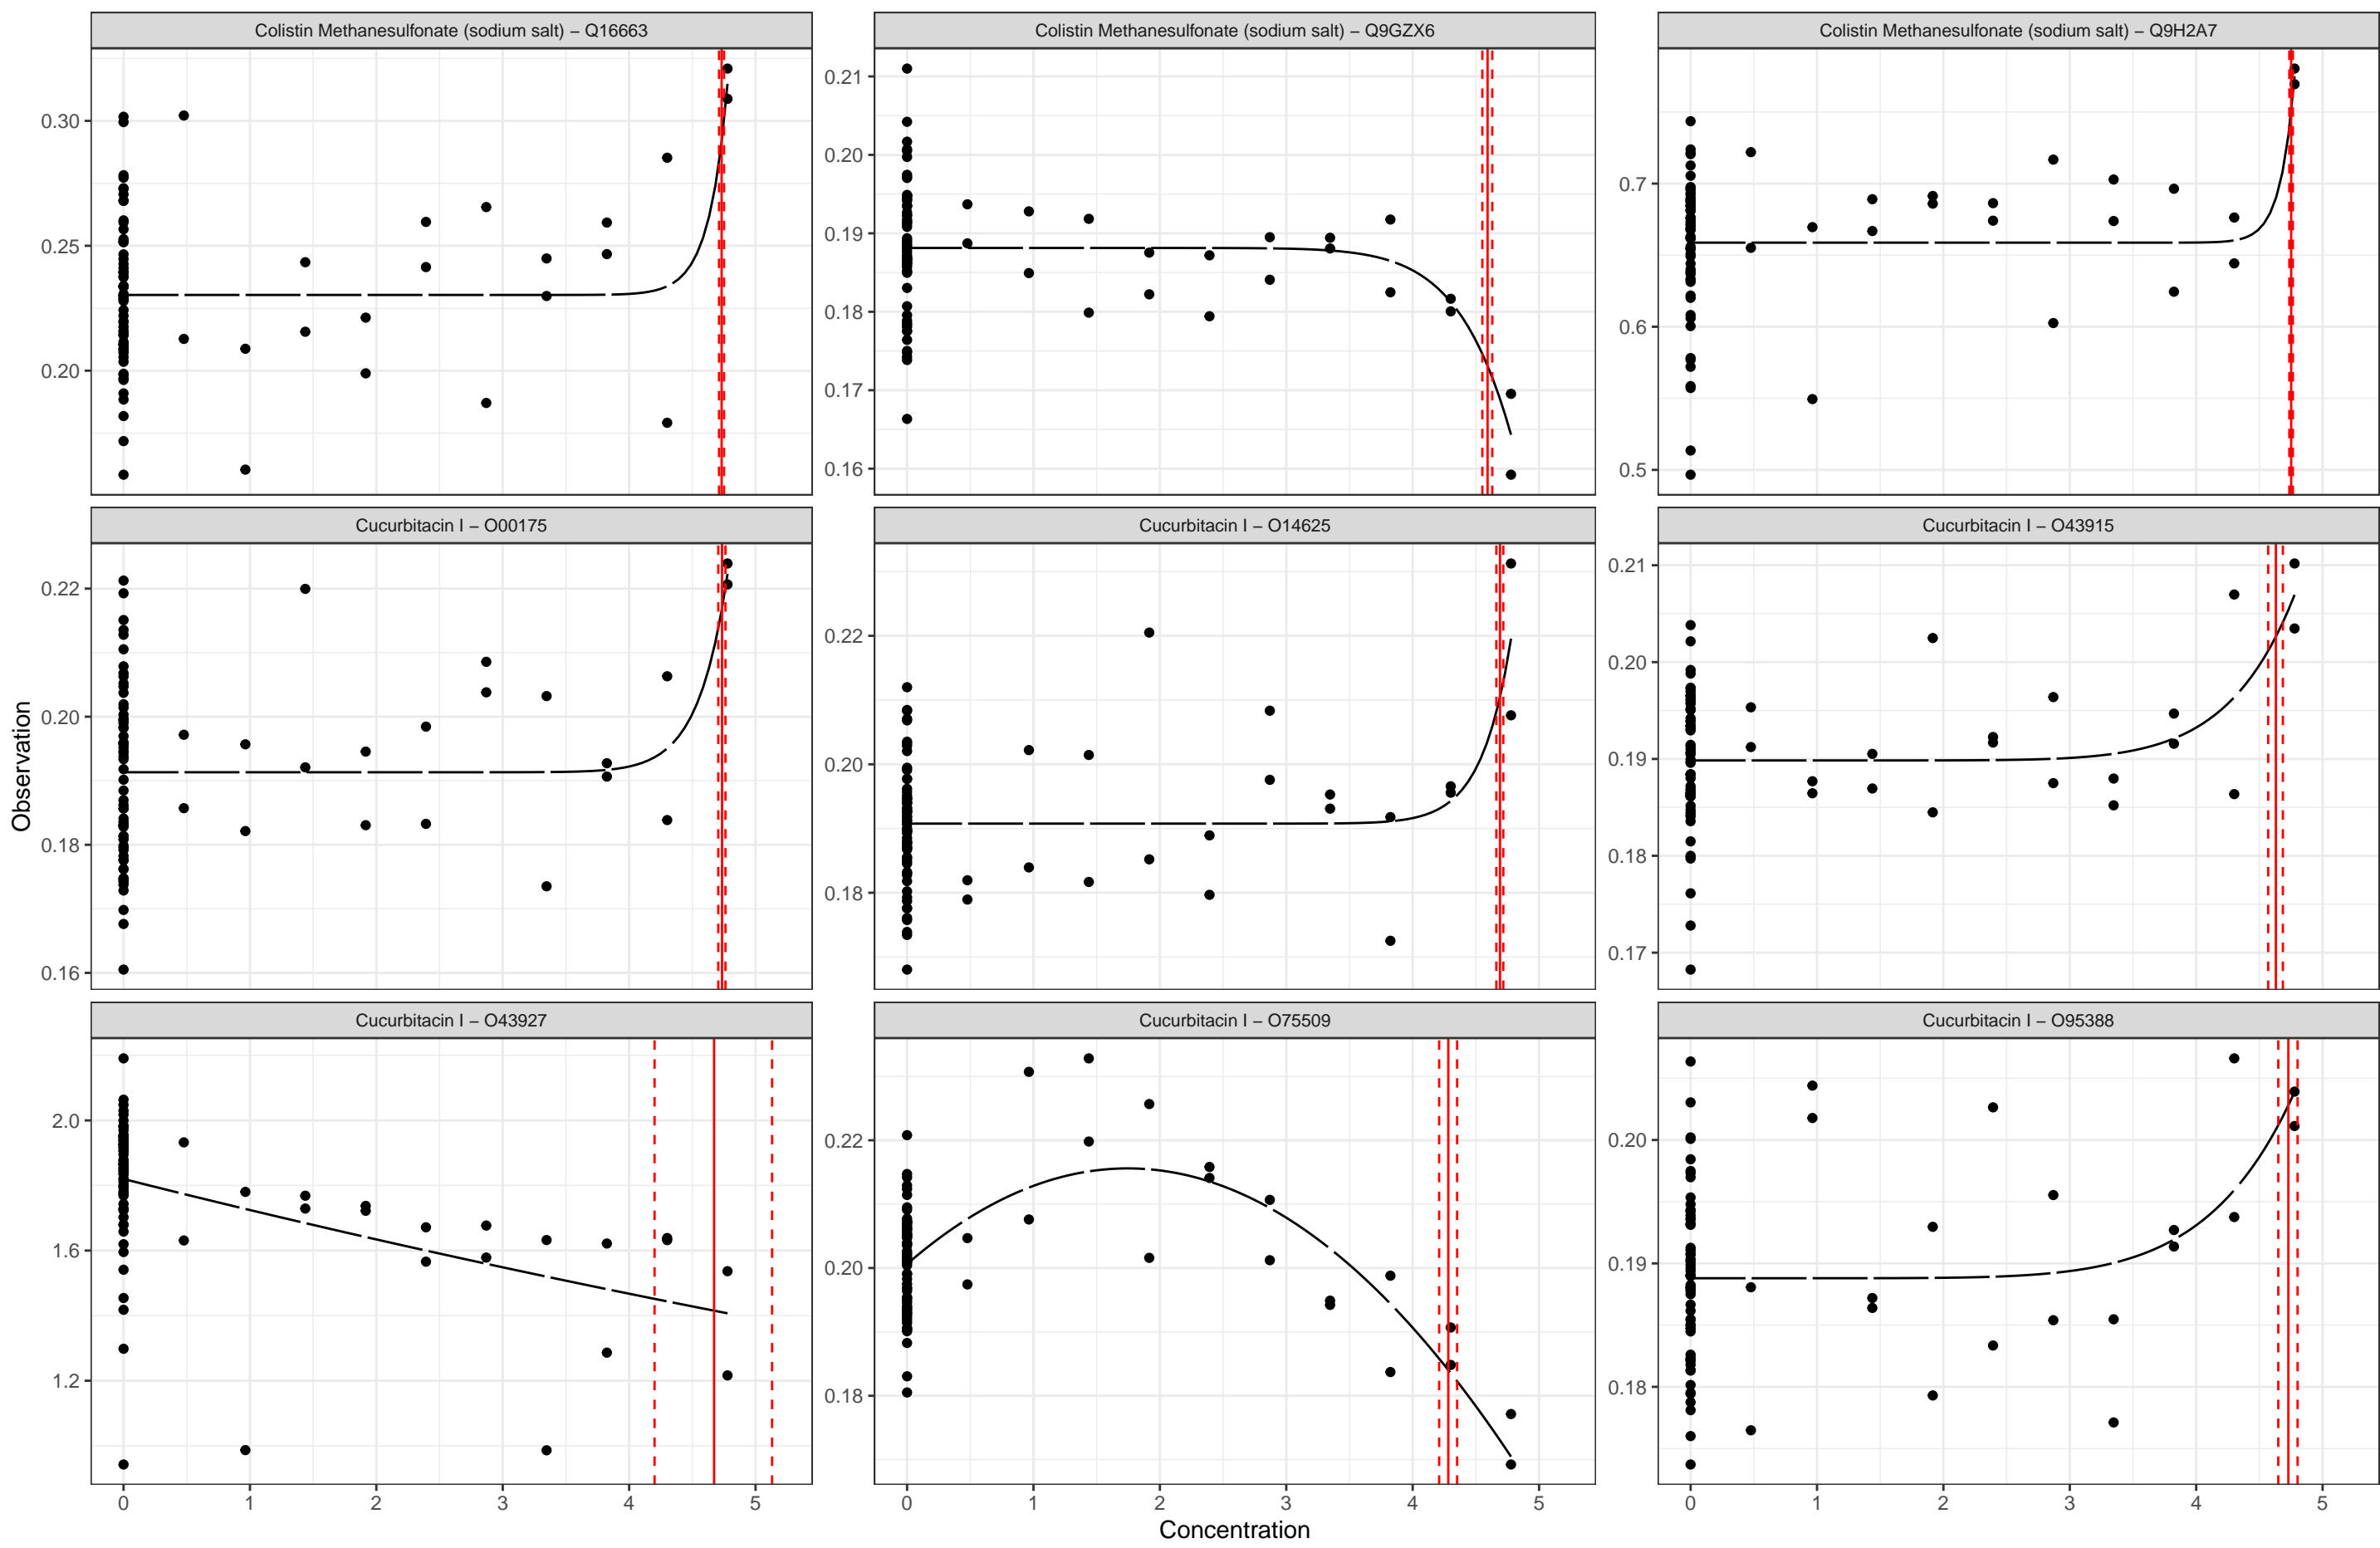 Colistin Methanesulfonate (sodium salt) – Q16663
Colistin Methanesulfonate (sodium salt) – Q9GZX6
Colistin Methanesulfonate (sodium salt) – Q9H2A7
0.30
0.25
0.20
0.21
0.20
0.19
0.18
0.17
0.16
0.7
0.6
0.5
Cucurbitacin I – O00175
Cucurbitacin I – O14625
Cucurbitacin I – O43915
0.22
0.20
0.18
0.16
0.22
0.20
0.18
0.21
0.20
0.19
0.18
0.17
Observation
Cucurbitacin I – O43927
Cucurbitacin I – O75509
Cucurbitacin I – O95388
2.0
1.6
1.2
0.22
0.20
0.18
0.20
0.19
0.18
0 1 2 3 4 5
0 1 2 3 4 5
0 1 2 3 4 5
Concentration